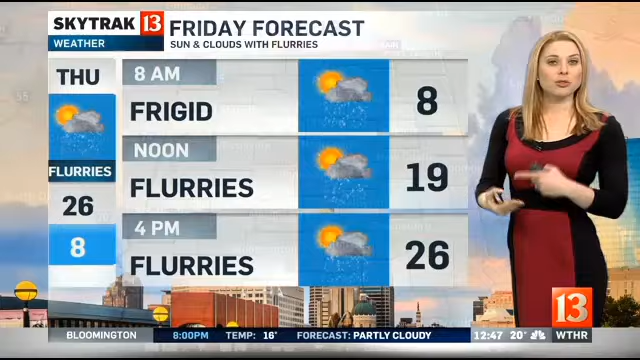 SKYTRAK 13
WEATHER
FRIDAY FORECAST
SUN & CLOUDS WITH FLURRIES
THU
FLURRIES
26
8
8 AM
FRIGID
8
NOON
FLURRIES
19
4 PM
FLURRIES
26
13
BLOOMINGTON 8:00PM TEMP: 16° FORECAST: PARTLY CLOUDY 12:47 20° WTHR